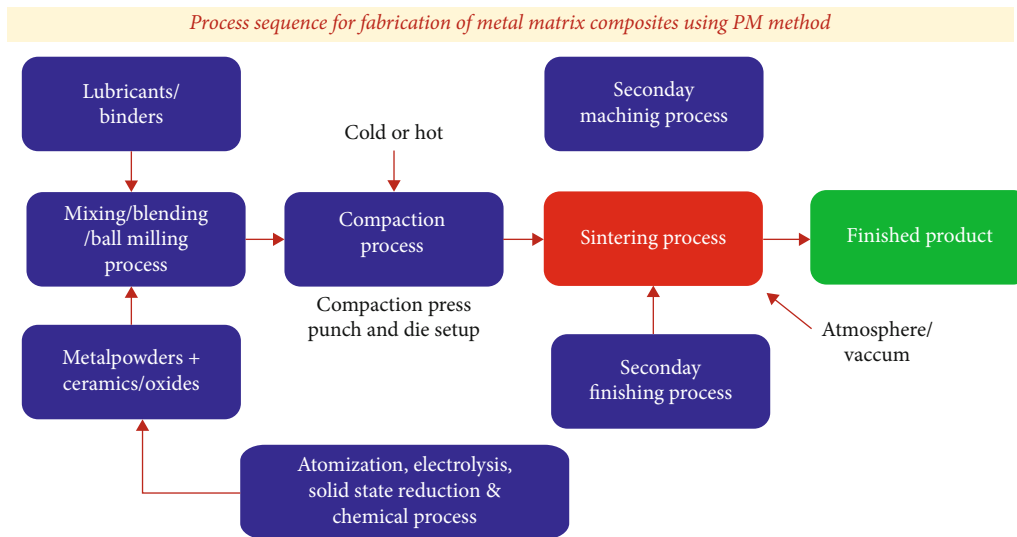 Process sequence for fabrication of metal matrix composites using PM method
Lubricants/
binders
Seconday
machinig process
Cold or hot
Mixing/blending
/ball milling
process
Compaction
process
Sintering process
Finished product
Compaction press
punch and die setup
Atmosphere/
vaccum
Metalpowders +
ceramics/oxides
Seconday
finishing process
Atomization, electrolysis,
solid state reduction &
chemical process